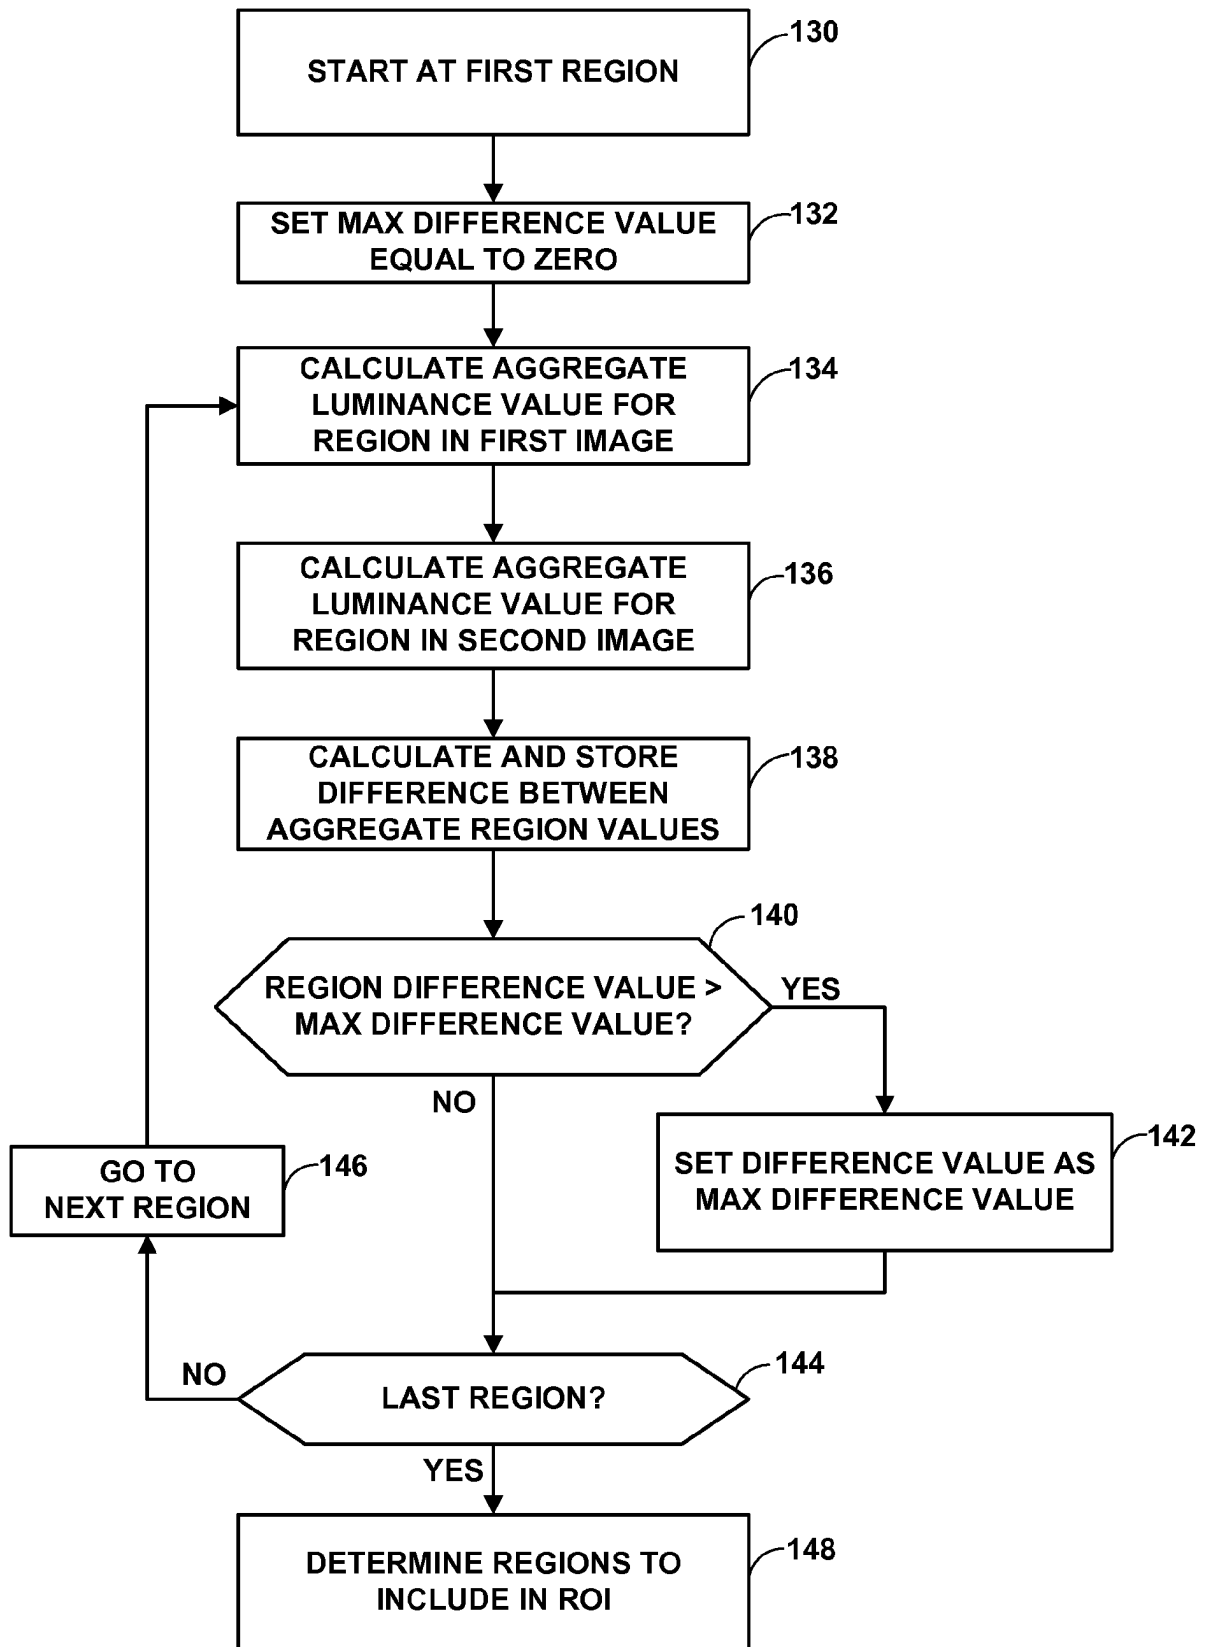 START AT FIRST REGION
130
SET MAX DIFFERENCE VALUE
EQUAL TO ZERO
132
CALCULATE AGGREGATE
LUMINANCE VALUE FOR
REGION IN FIRST IMAGE
134
CALCULATE AGGREGATE
LUMINANCE VALUE FOR
REGION IN SECOND IMAGE
136
CALCULATE AND STORE
DIFFERENCE BETWEEN
AGGREGATE REGION VALUES
138
140
REGION DIFFERENCE VALUE >
MAX DIFFERENCE VALUE?
YES
NO
SET DIFFERENCE VALUE AS
MAX DIFFERENCE VALUE
142
GO TO
NEXT REGION
146
NO
LAST REGION?
144
YES
DETERMINE REGIONS TO
INCLUDE IN ROI
148